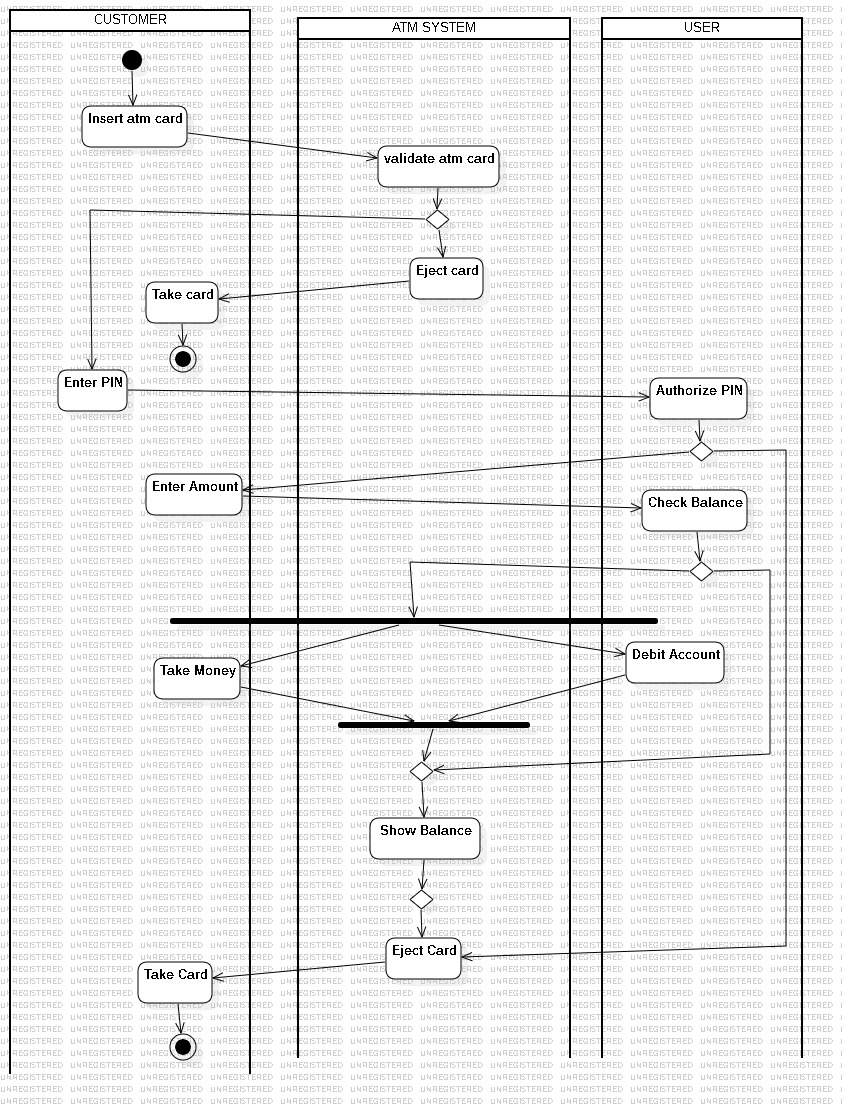 CUSTOMER
ATM SYSTEM
USER
Insert atm card
validate atm card
Eject card
Take card
Enter PIN
Authorize PIN
Enter Amount
Check Balance
Take Money
Debit Account
Show Balance
Eject Card
Take Card
UNREGISTERED